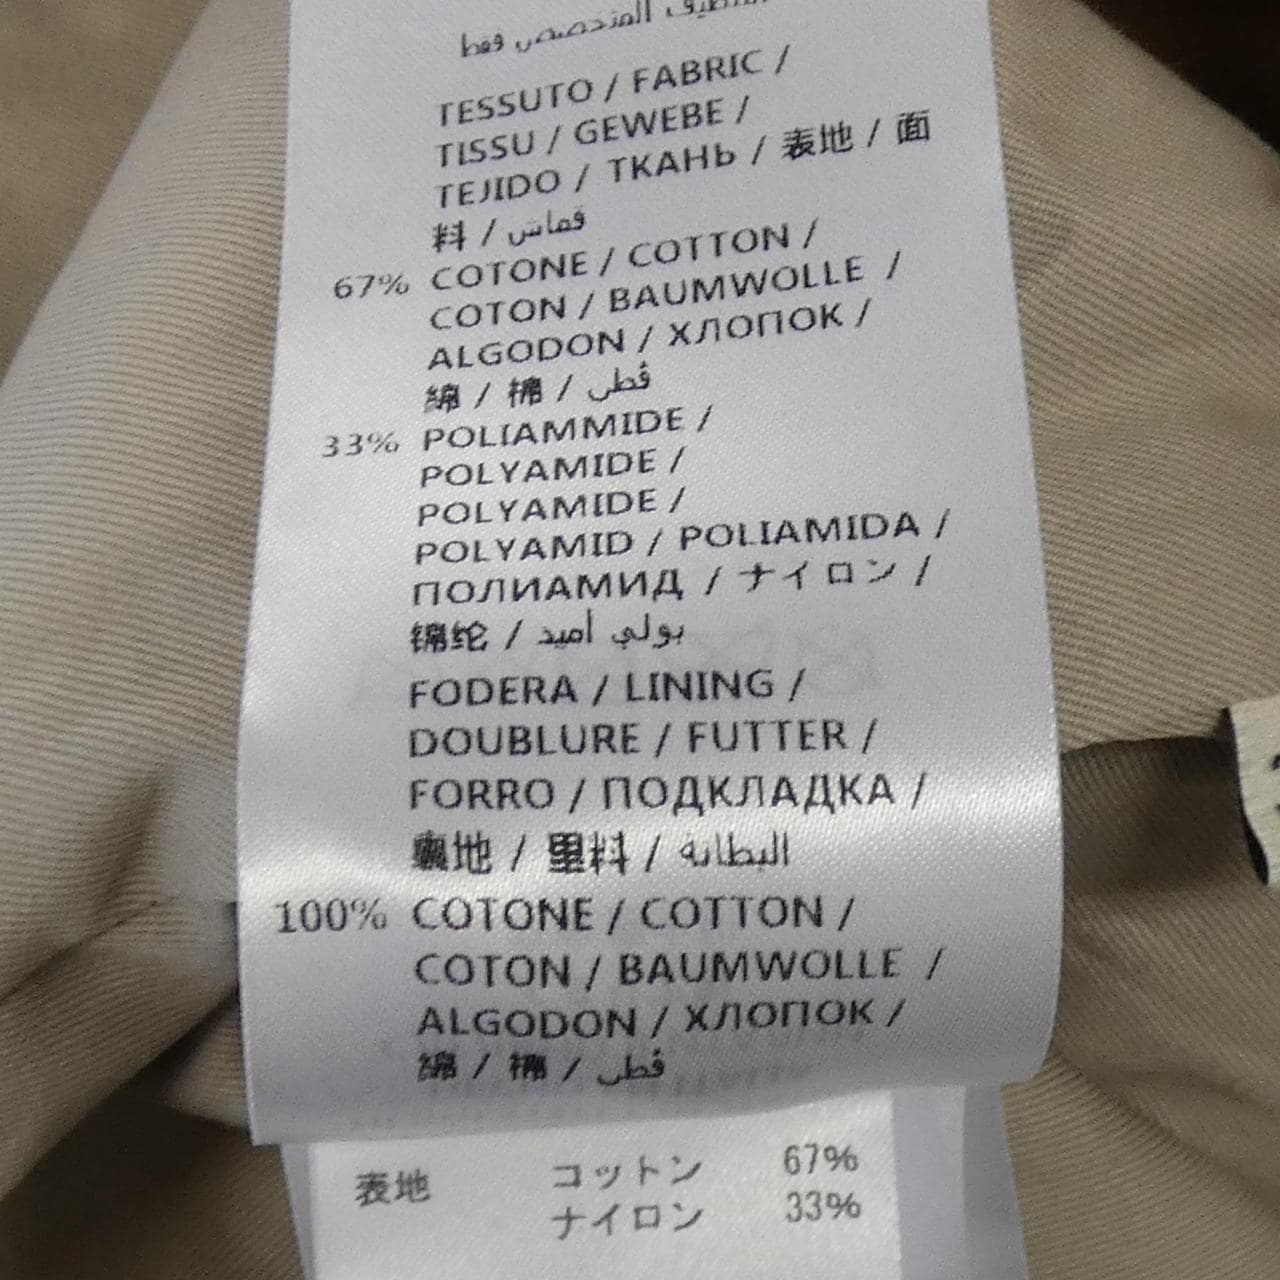 المتخصص فقط
TESSUTO / FABRIC /
TISSU / GEWEBE /
TEJIDO / ТКАНЬ / 表地 / 面
料 / قماش
67% COTONE / COTTON /
COTON / BAUMWOLLE /
ALGODON / ХЛОПОК /
綿 / 棉 / قطن
33% POLIAMMIDE /
POLYAMIDE /
POLYAMIDE /
POLYAMID / POLIAMIDA /
ПОЛИАМИД / ナイロン /
锦纶 / بولي أميد
FODERA / LINING /
DOUBLURE / FUTTER /
FORRO / ПОДКЛАДКА /
裏地 / 里料 / البطانة
100% COTONE / COTTON /
COTON / BAUMWOLLE /
ALGODON / ХЛОПОК /
綿 / 棉 / قطن
表地 コットン 67%
ナイロン 33%